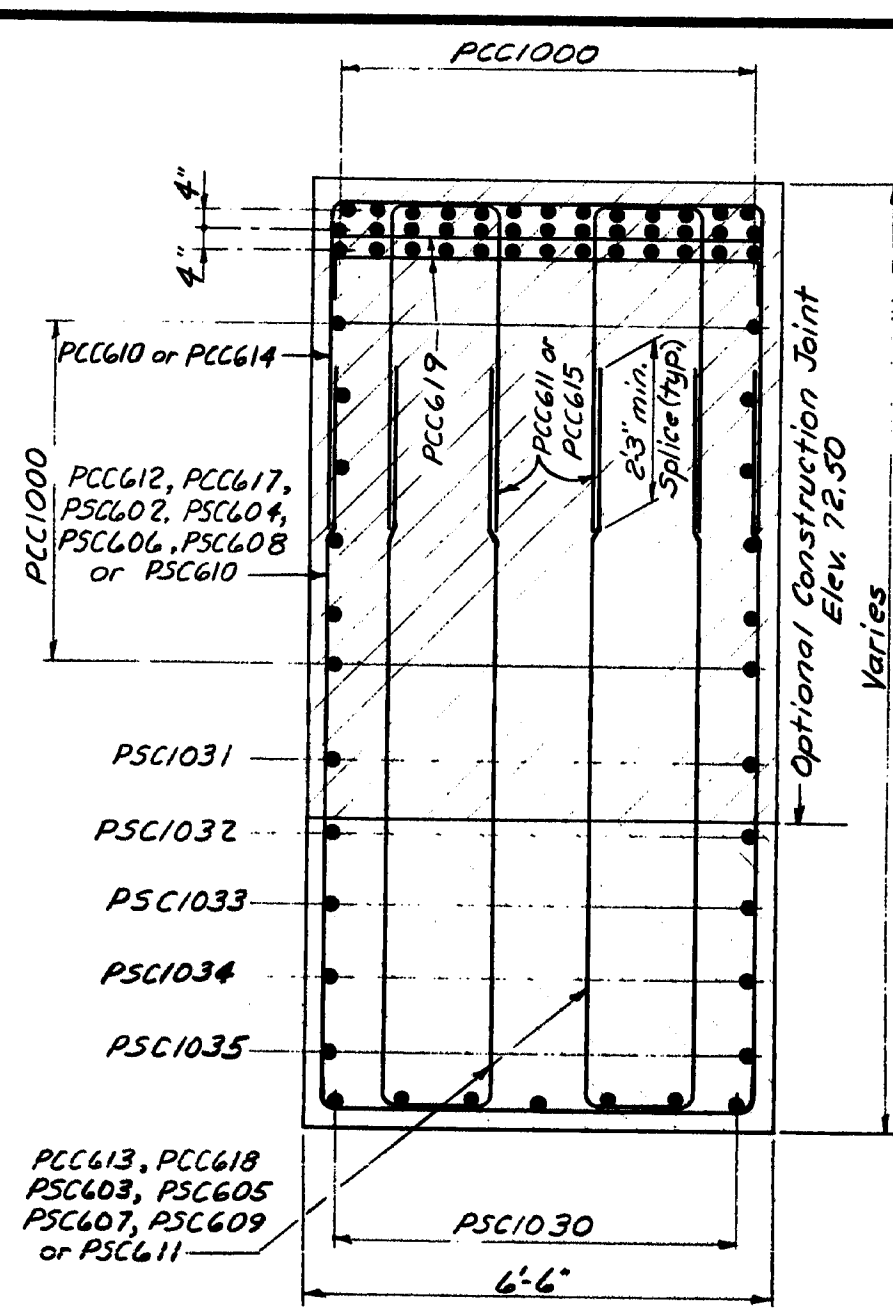 PCC1000
4"
4"
PCC610 or PCC614
PCC619
PCC611 or
PCC615
2'3" min.
Splice (typ.)
Optional Construction Joint
Elev. 72.50
Varies
PCC1000
PCC612, PCC617,
PSC602, PSC604,
PSC606, PSC608
or PSC610
PSC1031
PSC1032
PSC1033
PSC1034
PSC1035
PCC613, PCC618
PSC603, PSC605
PSC607, PSC609
or PSC611
PSC1030
6'-6"